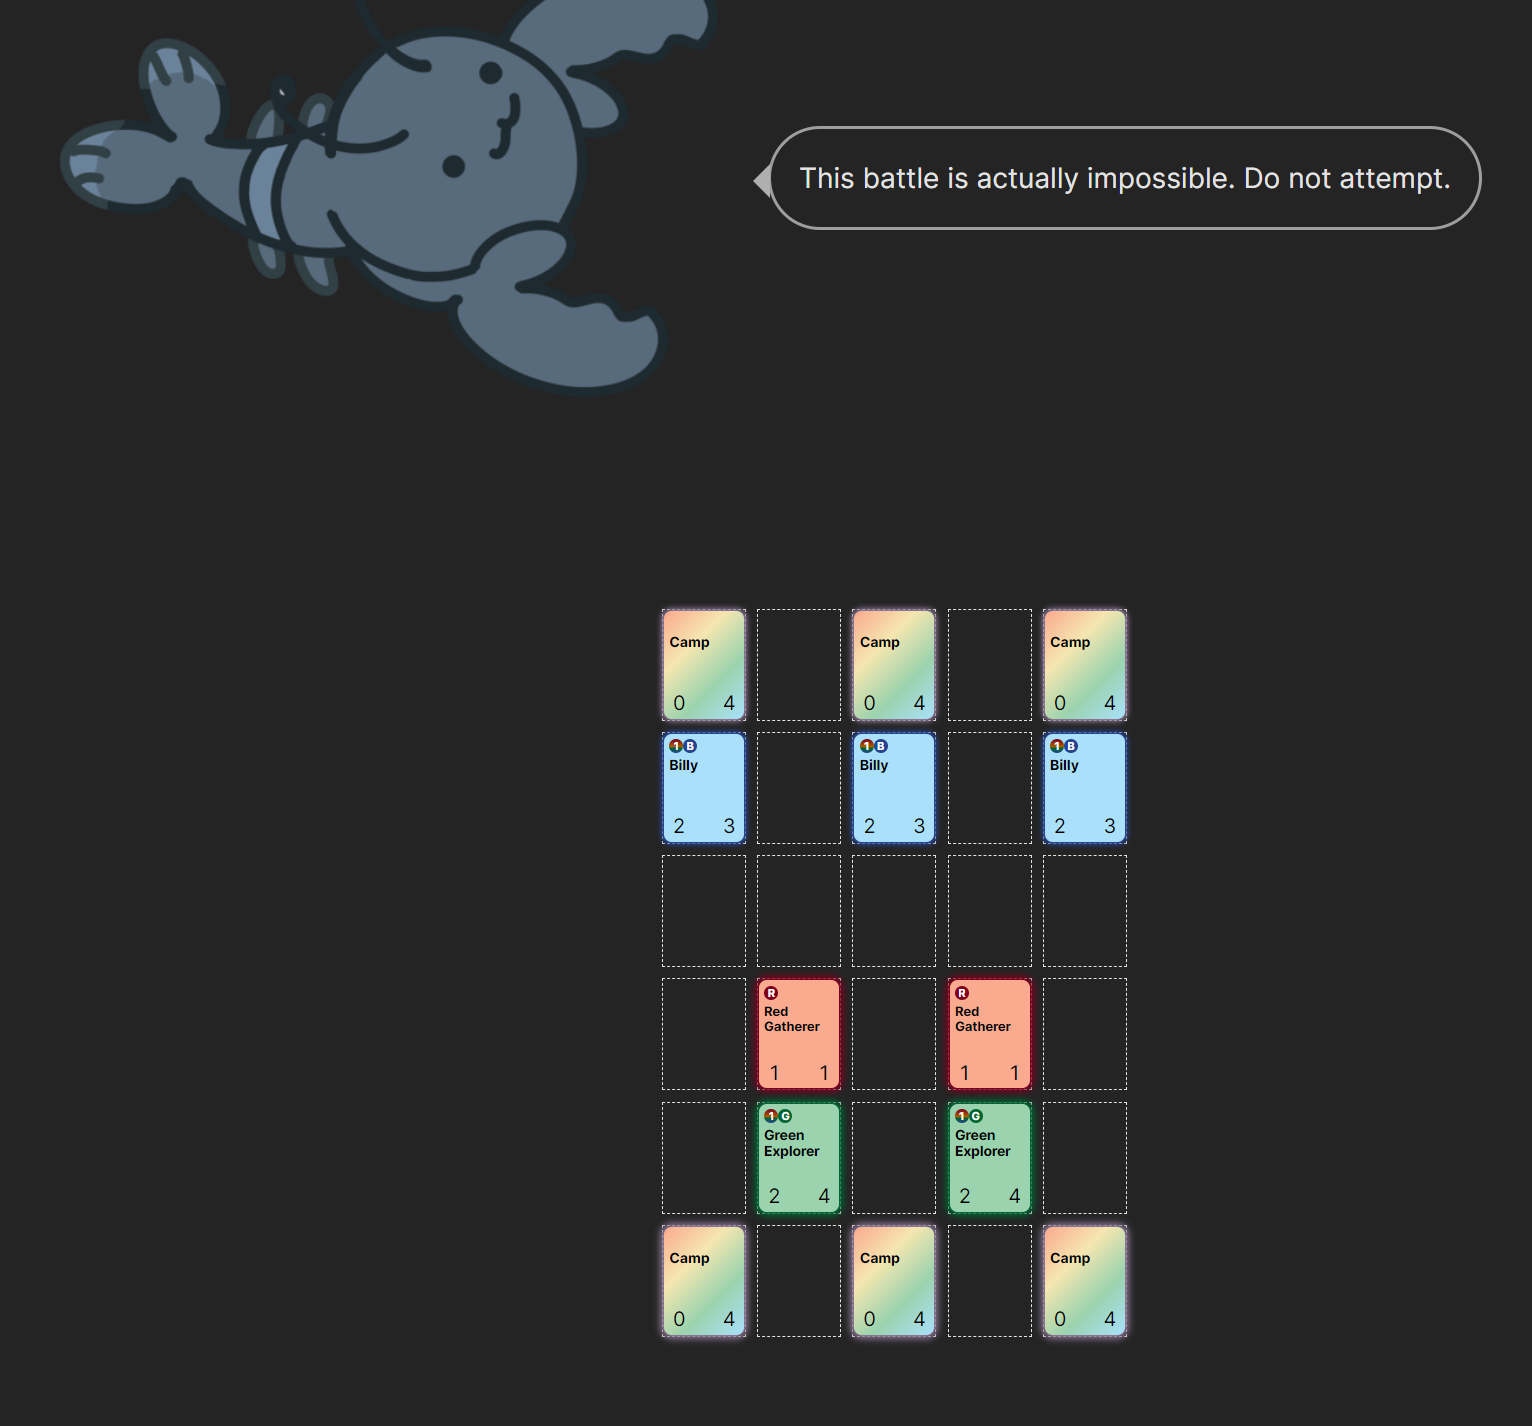 This battle is actually impossible. Do not attempt.
Camp
0 4
Camp
0 4
Camp
0 4
1 B
Billy
2 3
1 B
Billy
2 3
1 B
Billy
2 3
R
Red
Gatherer
1 1
R
Red
Gatherer
1 1
1 G
Green
Explorer
2 4
1 G
Green
Explorer
2 4
Camp
0 4
Camp
0 4
Camp
0 4